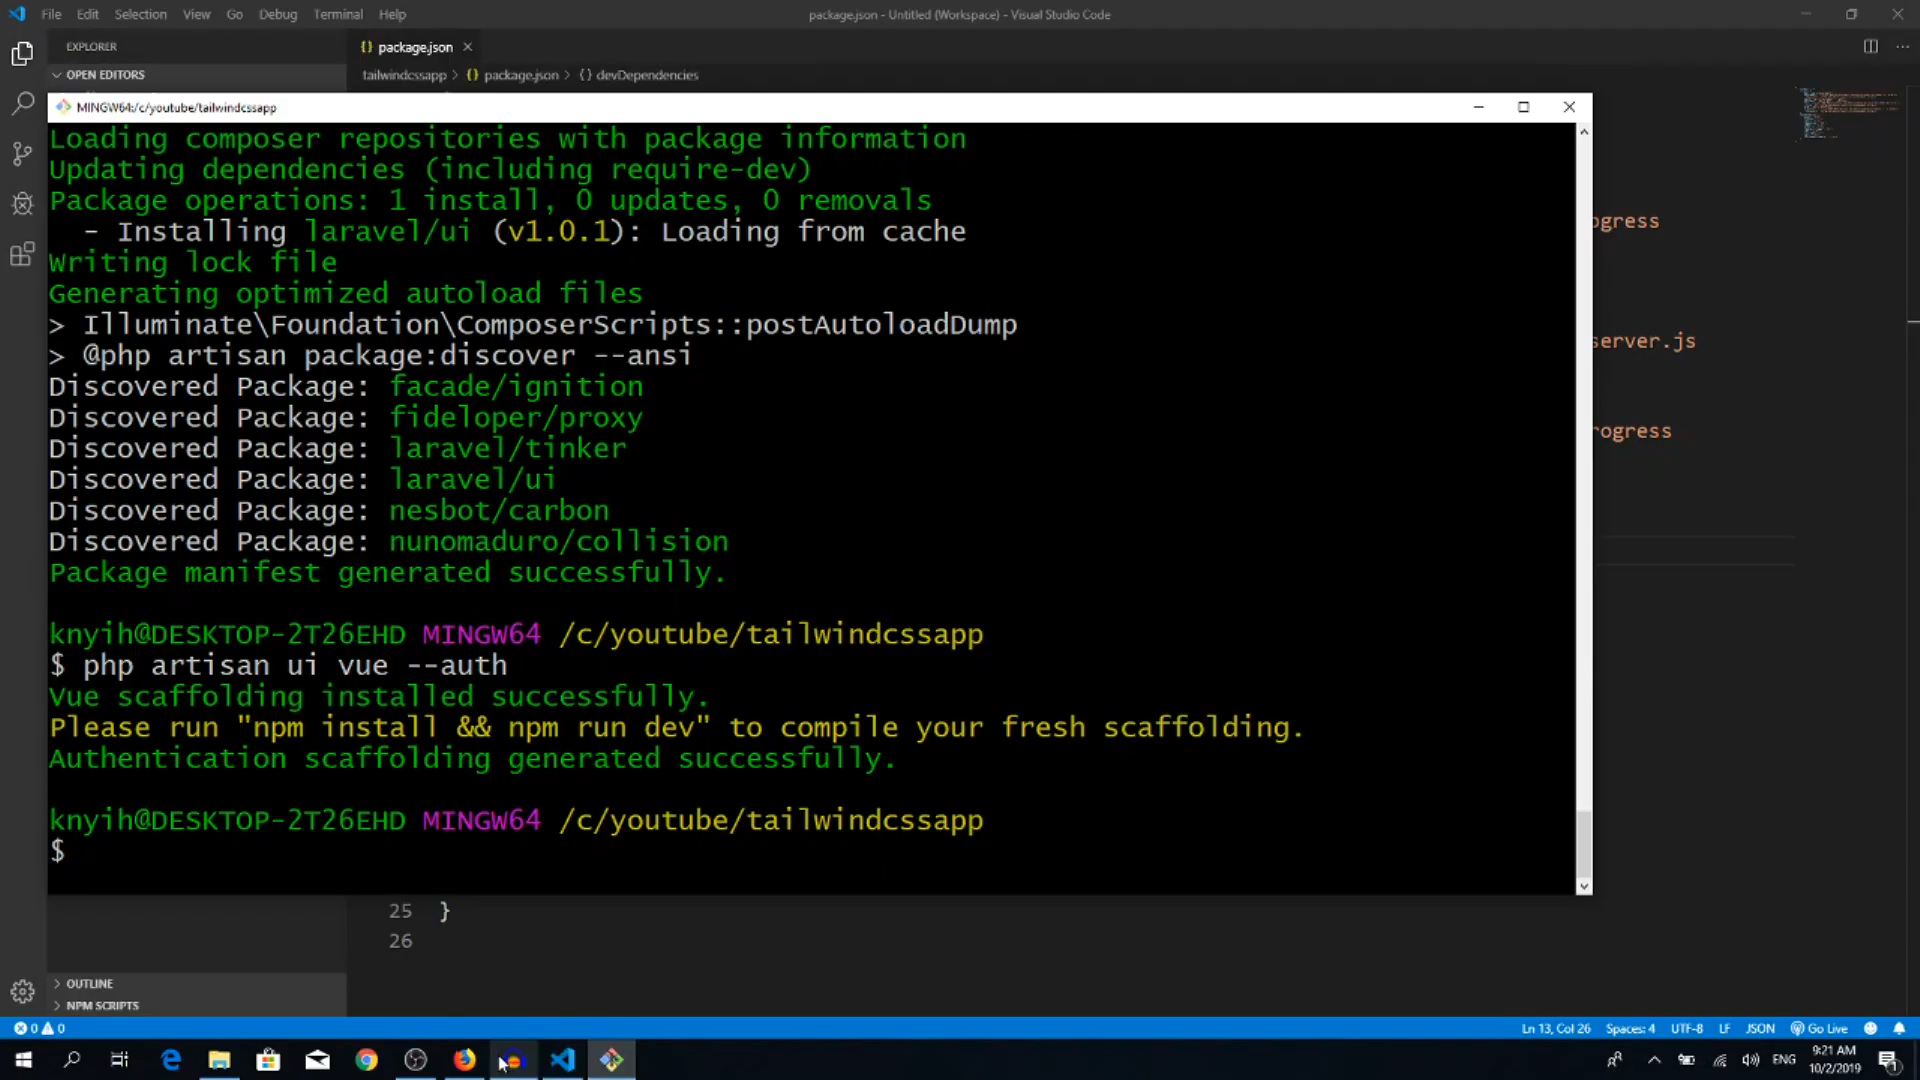 File Edit Selection View Go Debug Terminal Help
package.json - Untitled (Workspace) - Visual Studio Code
EXPLORER
{} package.json ×
OPEN EDITORS
tailwindcssapp > {} package.json > {} devDependencies
MINGW64:/c/youtube/tailwindcssapp
Loading composer repositories with package information
Updating dependencies (including require-dev)
Package operations: 1 install, 0 updates, 0 removals
- Installing laravel/ui (v1.0.1): Loading from cache
Writing lock file
Generating optimized autoload files
> Illuminate\Foundation\ComposerScripts::postAutoloadDump
> @php artisan package:discover --ansi
Discovered Package: facade/ignition
Discovered Package: fideloper/proxy
Discovered Package: laravel/tinker
Discovered Package: laravel/ui
Discovered Package: nesbot/carbon
Discovered Package: nunomaduro/collision
Package manifest generated successfully.
knyih@DESKTOP-2T26EHD MINGW64 /c/youtube/tailwindcssapp
$ php artisan ui vue --auth
Vue scaffolding installed successfully.
Please run "npm install && npm run dev" to compile your fresh scaffolding.
Authentication scaffolding generated successfully.
knyih@DESKTOP-2T26EHD MINGW64 /c/youtube/tailwindcssapp
$
ogress
server.js
rogress
25 }
26
OUTLINE
NPM SCRIPTS
0 0
Ln 13, Col 26 Spaces: 4 UTF-8 LF JSON Go Live
ENG
9:21 AM
10/2/2019
1